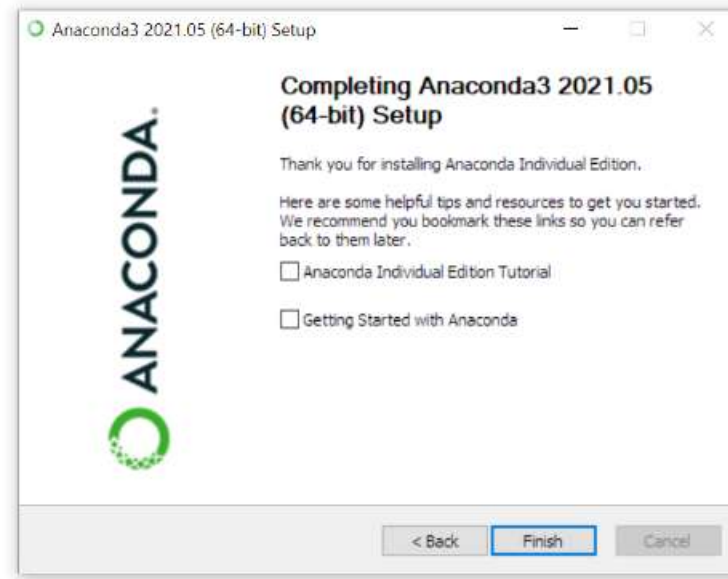 Anaconda3 2021.05 (64-bit) Setup
ANACONDA.
Completing Anaconda3 2021.05
(64-bit) Setup
Thank you for installing Anaconda Individual Edition.
Here are some helpful tips and resources to get you started.
We recommend you bookmark these links so you can refer
back to them later.
Anaconda Individual Edition Tutorial
Getting Started with Anaconda
< Back
Finish
Cancel